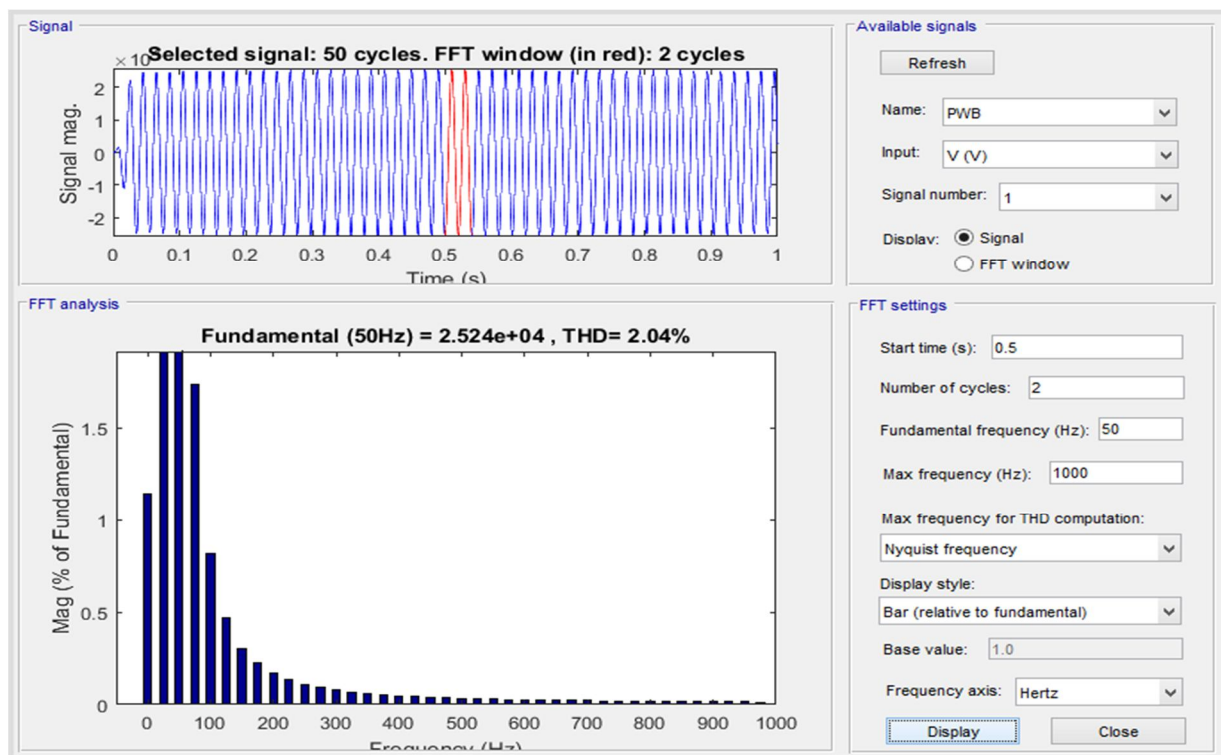 Signal
×10
Selected signal: 50 cycles. FFT window (in red): 2 cycles
Signal mag.
2
1
0
-1
-2
0 0.1 0.2 0.3 0.4 0.5 0.6 0.7 0.8 0.9 1
Time (s)
Available signals
Refresh
Name: PWB
Input: V (V)
Signal number: 1
Display: Signal
FFT window
FFT analysis
Fundamental (50Hz) = 2.524e+04 , THD= 2.04%
Mag (% of Fundamental)
1.5
1
0.5
0
0 100 200 300 400 500 600 700 800 900 1000
Frequency (Hz)
FFT settings
Start time (s): 0.5
Number of cycles: 2
Fundamental frequency (Hz): 50
Max frequency (Hz): 1000
Max frequency for THD computation:
Nyquist frequency
Display style:
Bar (relative to fundamental)
Base value: 1.0
Frequency axis: Hertz
Display Close